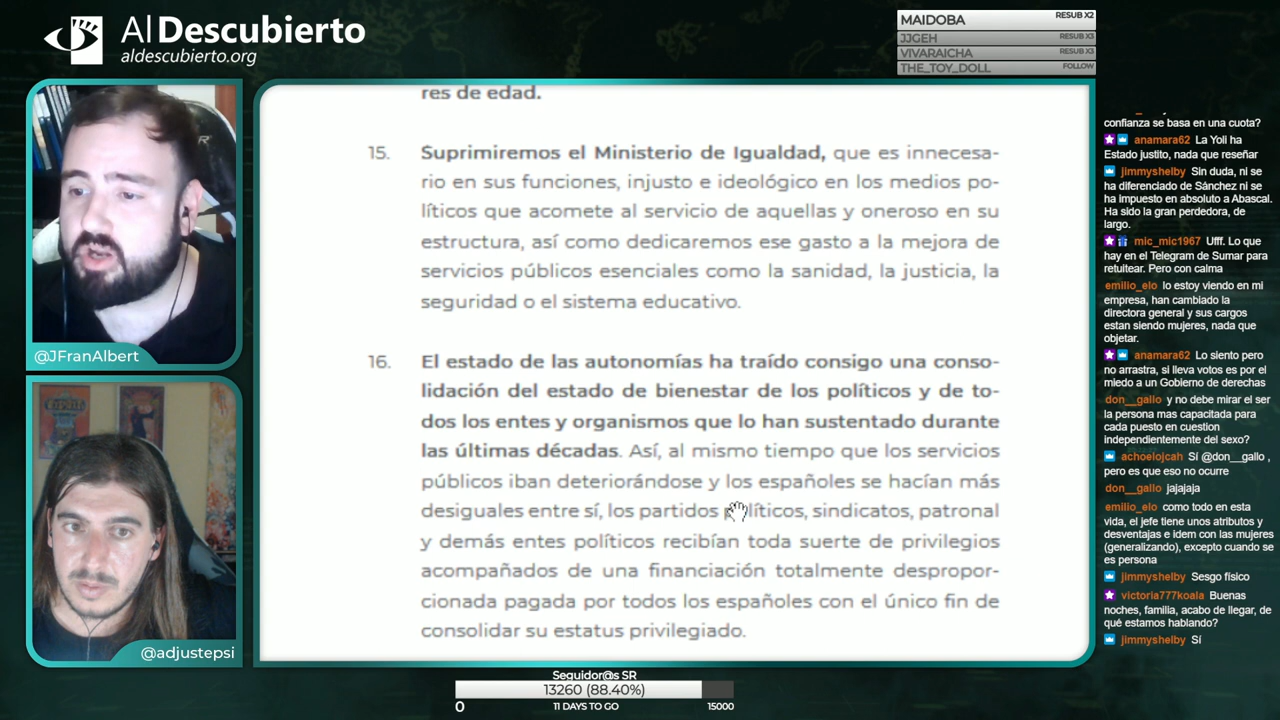 Al Descubierto
aldescubierto.org
MAIDOBA RESUB X2
JJGEH RESUB X3
VIVARAICHA RESUB X3
THE_TOY_DOLL FOLLOW
@JFranAlbert
@adjustepsi
res de edad.
15. Suprimiremos el Ministerio de Igualdad, que es innecesa-
rio en sus funciones, injusto e ideológico en los medios po-
líticos que acomete al servicio de aquellas y oneroso en su
estructura, así como dedicaremos ese gasto a la mejora de
servicios públicos esenciales como la sanidad, la justicia, la
seguridad o el sistema educativo.
16. El estado de las autonomías ha traído consigo una conso-
lidación del estado de bienestar de los políticos y de to-
dos los entes y organismos que lo han sustentado durante
las últimas décadas. Así, al mismo tiempo que los servicios
públicos iban deteriorándose y los españoles se hacían más
desiguales entre sí, los partidos políticos, sindicatos, patronal
y demás entes políticos recibían toda suerte de privilegios
acompañados de una financiación totalmente despropor-
cionada pagada por todos los españoles con el único fin de
consolidar su estatus privilegiado.
confianza se basa en una cuota?
anamara62 La Yoli ha
Estado justito, nada que reseñar
jimmyshelby Sin duda, ni se
ha diferenciado de Sánchez ni se
ha impuesto en absoluto a Abascal.
Ha sido la gran perdedora, de
largo.
mic_mic1967 Ufff. Lo que
hay en el Telegram de Sumar para
retuitear. Pero con calma
emilio_elo lo estoy viendo en mi
empresa, han cambiado la
directora general y sus cargos
estan siendo mujeres, nada que
objetar.
anamara62 Lo siento pero
no arrastra, si lleva votos es por el
miedo a un Gobierno de derechas
don__gallo y no debe mirar el ser
la persona mas capacitada para
cada puesto en cuestion
independientemente del sexo?
achoelojcah Sí @don__gallo ,
pero es que eso no ocurre
don__gallo jajajaja
emilio_elo como todo en esta
vida, el jefe tiene unos atributos y
desventajas e idem con las mujeres
(generalizando), excepto cuando se
es persona
jimmyshelby Sesgo físico
victoria777koala Buenas
noches, familia, acabo de llegar, de
qué estamos hablando?
jimmyshelby Sí
Seguidor@s SR
13260 (88.40%)
0 11 DAYS TO GO 15000